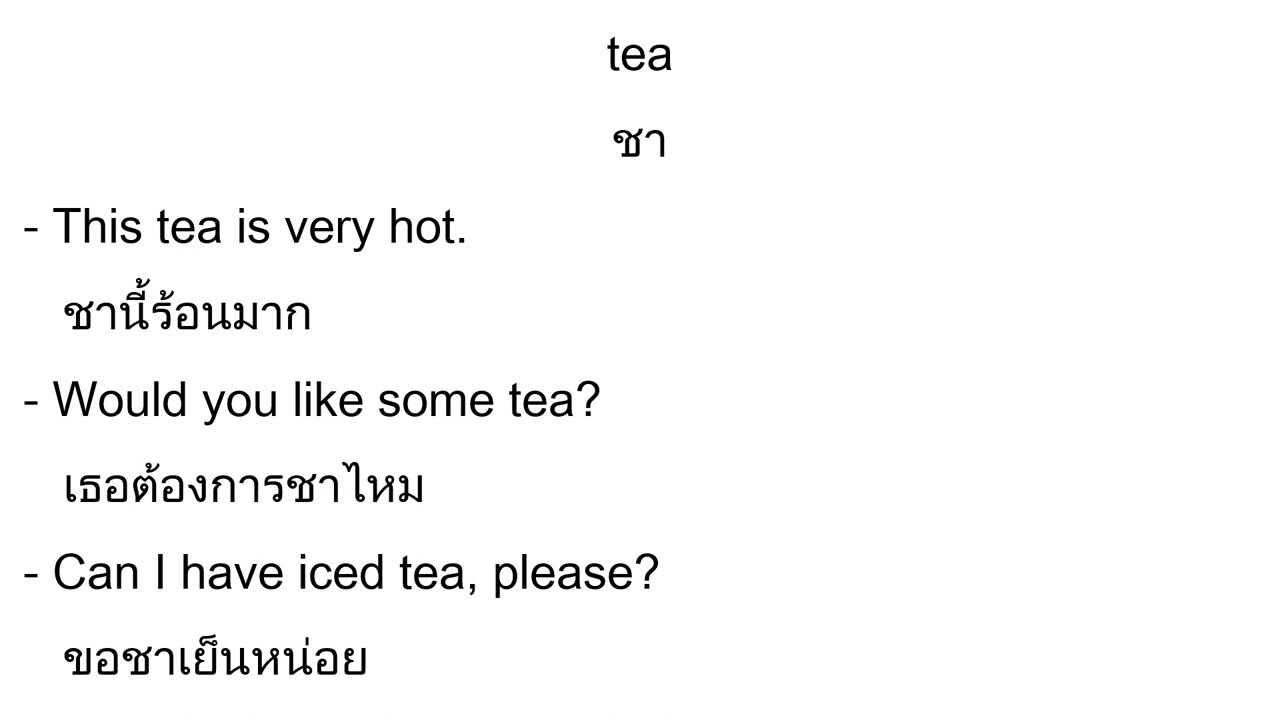 tea
ชา
- This tea is very hot.
ชานี้ร้อนมาก
- Would you like some tea?
เธอต้องการชาไหม
- Can I have iced tea, please?
ขอชาเย็นหน่อย